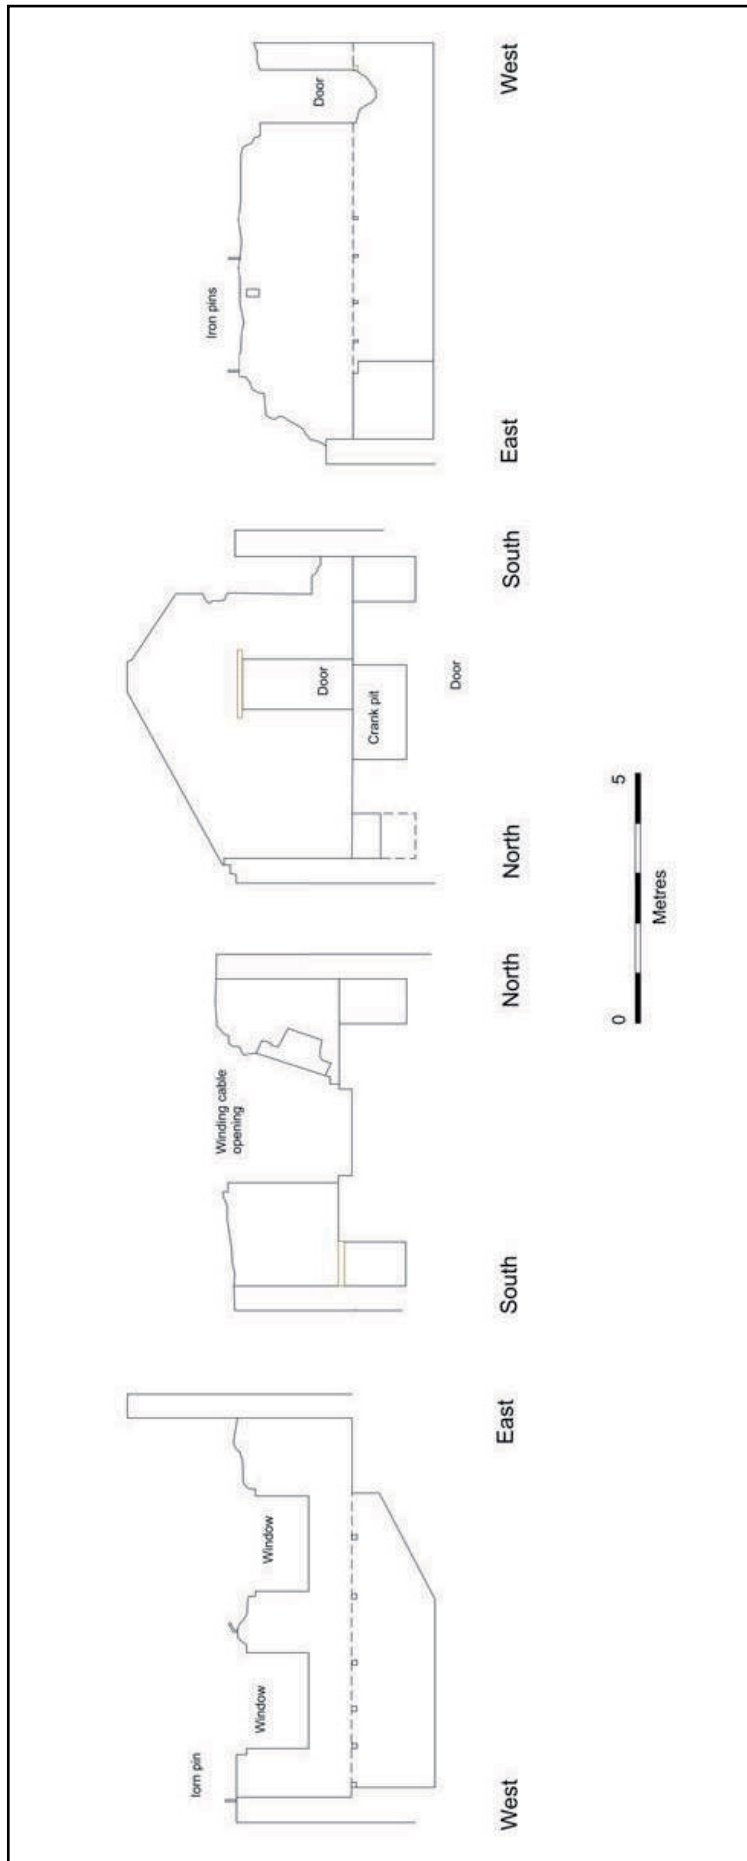 Iorn pin
Window
Window
West
East
Winding cable
opening
South
North
Door
Crank pit
Door
North
South
0
5
Metres
Iron pins
Door
East
West